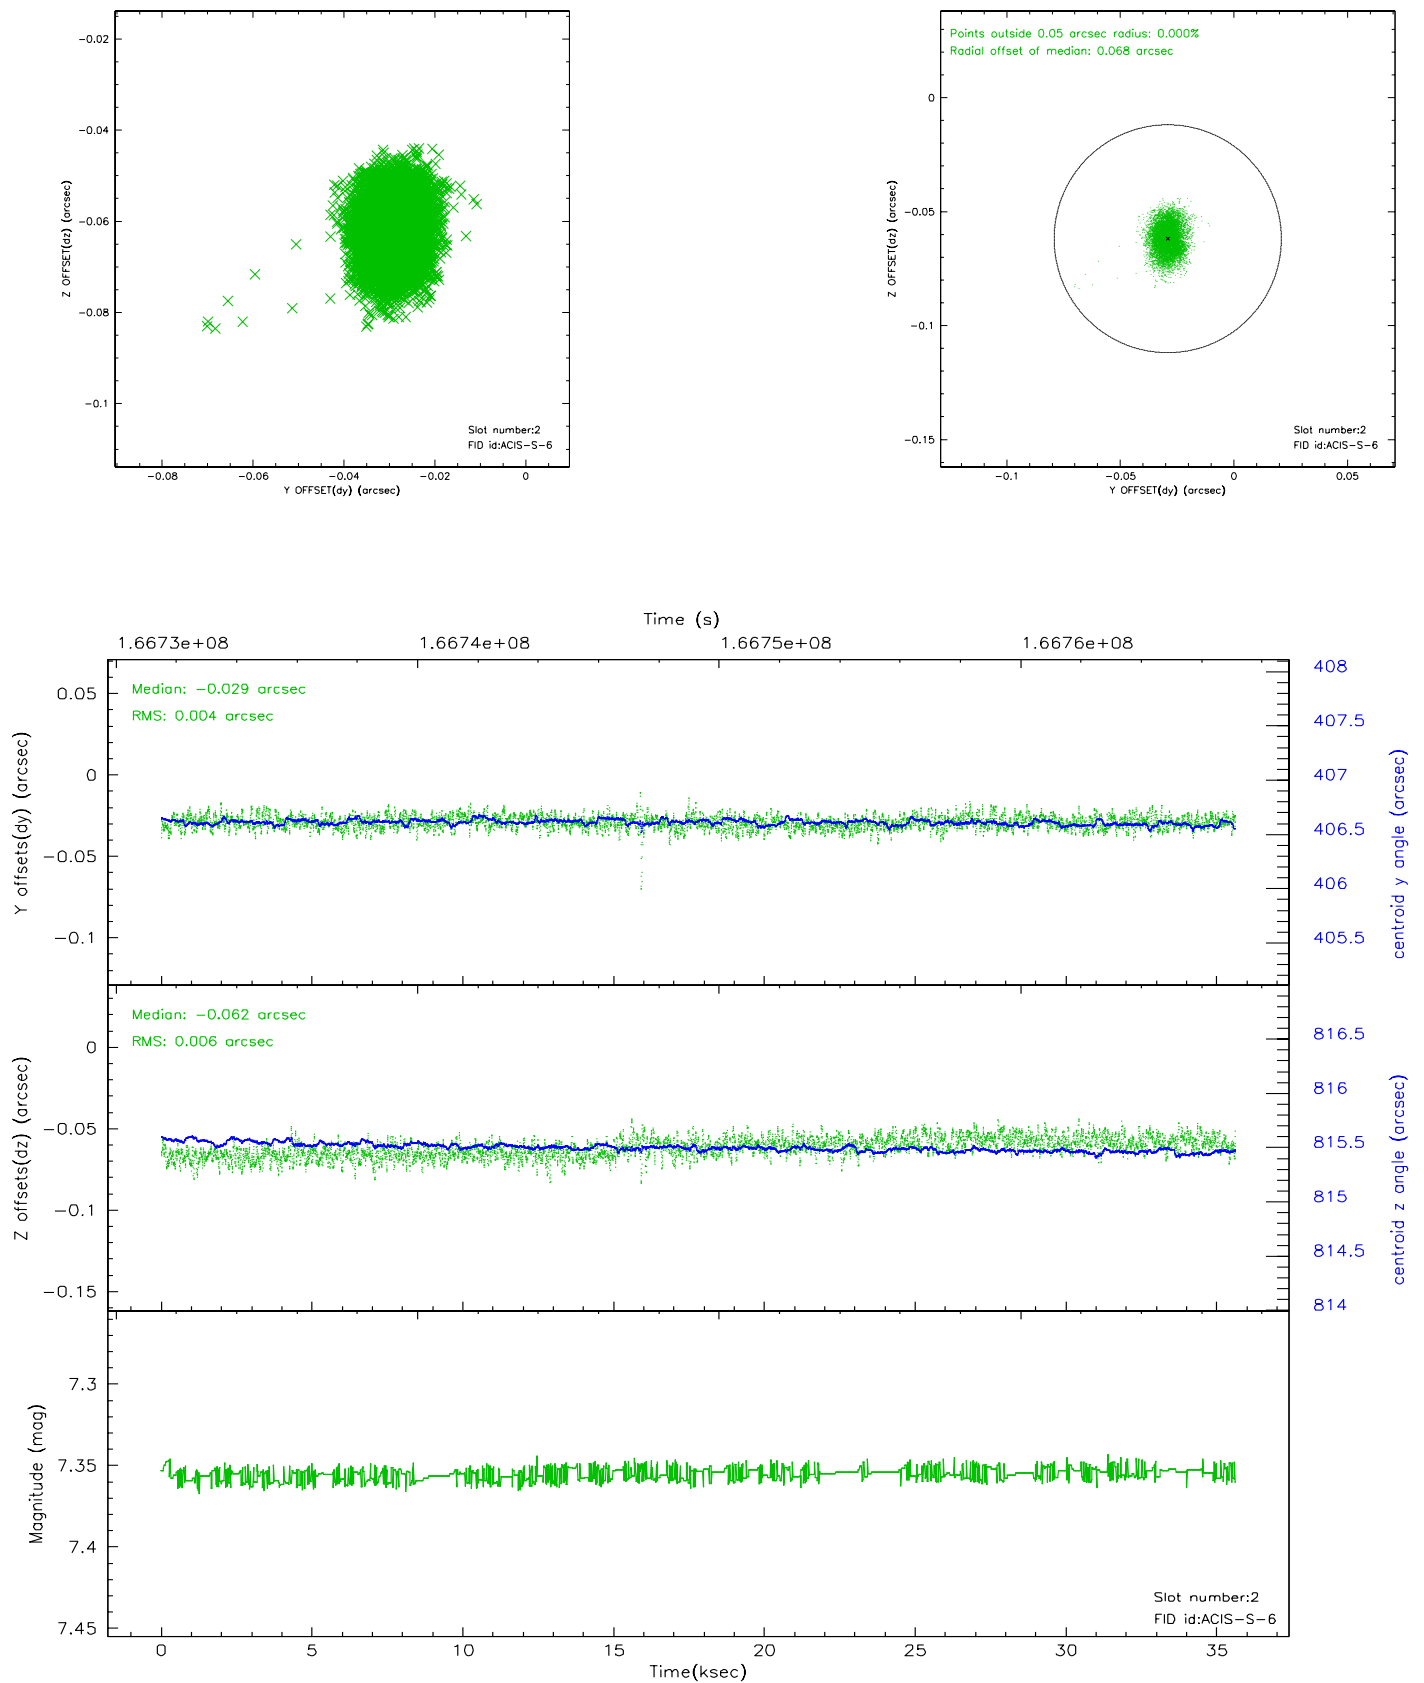 -0.02
-0.04
-0.06
-0.08
-0.1
Z OFFSET(dz) (arcsec)
Slot number:2
FID id:ACIS-S-6
-0.08 -0.06 -0.04 -0.02 0
Y OFFSET(dy) (arcsec)
Points outside 0.05 arcsec radius: 0.000%
Radial offset of median: 0.068 arcsec
0
-0.05
-0.1
-0.15
Z OFFSET(dz) (arcsec)
Slot number:2
FID id:ACIS-S-6
-0.1 -0.05 0 0.05
Y OFFSET(dy) (arcsec)
Time (s)
1.6673e+08 1.6674e+08 1.6675e+08 1.6676e+08
Median: -0.029 arcsec
RMS: 0.004 arcsec
0.05
0
-0.05
-0.1
Y offsets(dy) (arcsec)
408
407.5
407
406.5
406
405.5
centroid y angle (arcsec)
Median: -0.062 arcsec
RMS: 0.006 arcsec
0
-0.05
-0.1
-0.15
Z offsets(dz) (arcsec)
816.5
816
815.5
815
814.5
814
centroid z angle (arcsec)
7.3
7.35
7.4
7.45
Magnitude (mag)
Slot number:2
FID id:ACIS-S-6
0 5 10 15 20 25 30 35
Time(ksec)